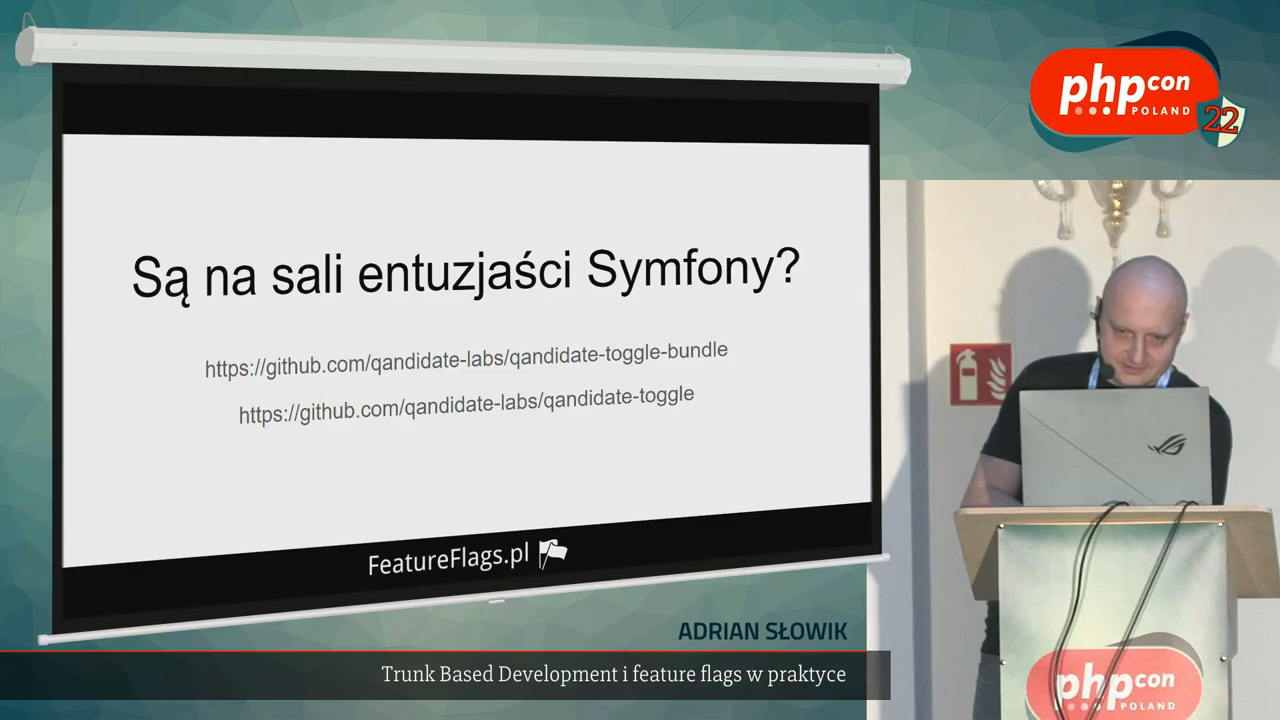 php con
POLAND
22
Są na sali entuzjaści Symfony?
https://github.com/qandidate-labs/qandidate-toggle-bundle
https://github.com/qandidate-labs/qandidate-toggle
FeatureFlags.pl
ADRIAN SŁOWIK
Trunk Based Development i feature flags w praktyce
php con
POLAND